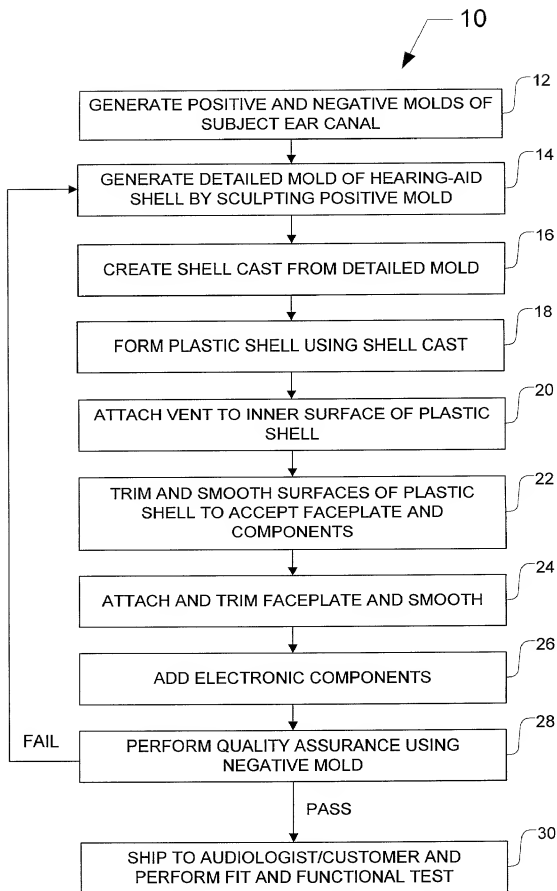 10
12
GENERATE POSITIVE AND NEGATIVE MOLDS OF
SUBJECT EAR CANAL
14
GENERATE DETAILED MOLD OF HEARING-AID
SHELL BY SCULPTING POSITIVE MOLD
16
CREATE SHELL CAST FROM DETAILED MOLD
18
FORM PLASTIC SHELL USING SHELL CAST
20
ATTACH VENT TO INNER SURFACE OF PLASTIC
SHELL
22
TRIM AND SMOOTH SURFACES OF PLASTIC
SHELL TO ACCEPT FACEPLATE AND
COMPONENTS
24
ATTACH AND TRIM FACEPLATE AND SMOOTH
26
ADD ELECTRONIC COMPONENTS
28
FAIL
PERFORM QUALITY ASSURANCE USING
NEGATIVE MOLD
PASS
30
SHIP TO AUDIOLOGIST/CUSTOMER AND
PERFORM FIT AND FUNCTIONAL TEST